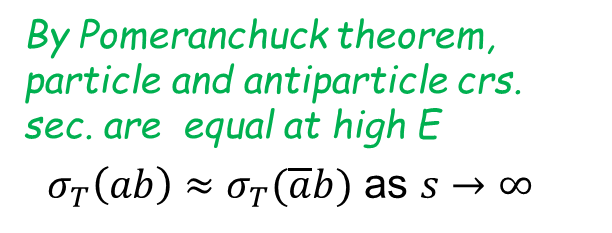 By Pomeranchuck theorem,
particle and antiparticle crs.
sec. are equal at high E
σ_T(ab) ≈ σ_T(a̅b) as s → ∞